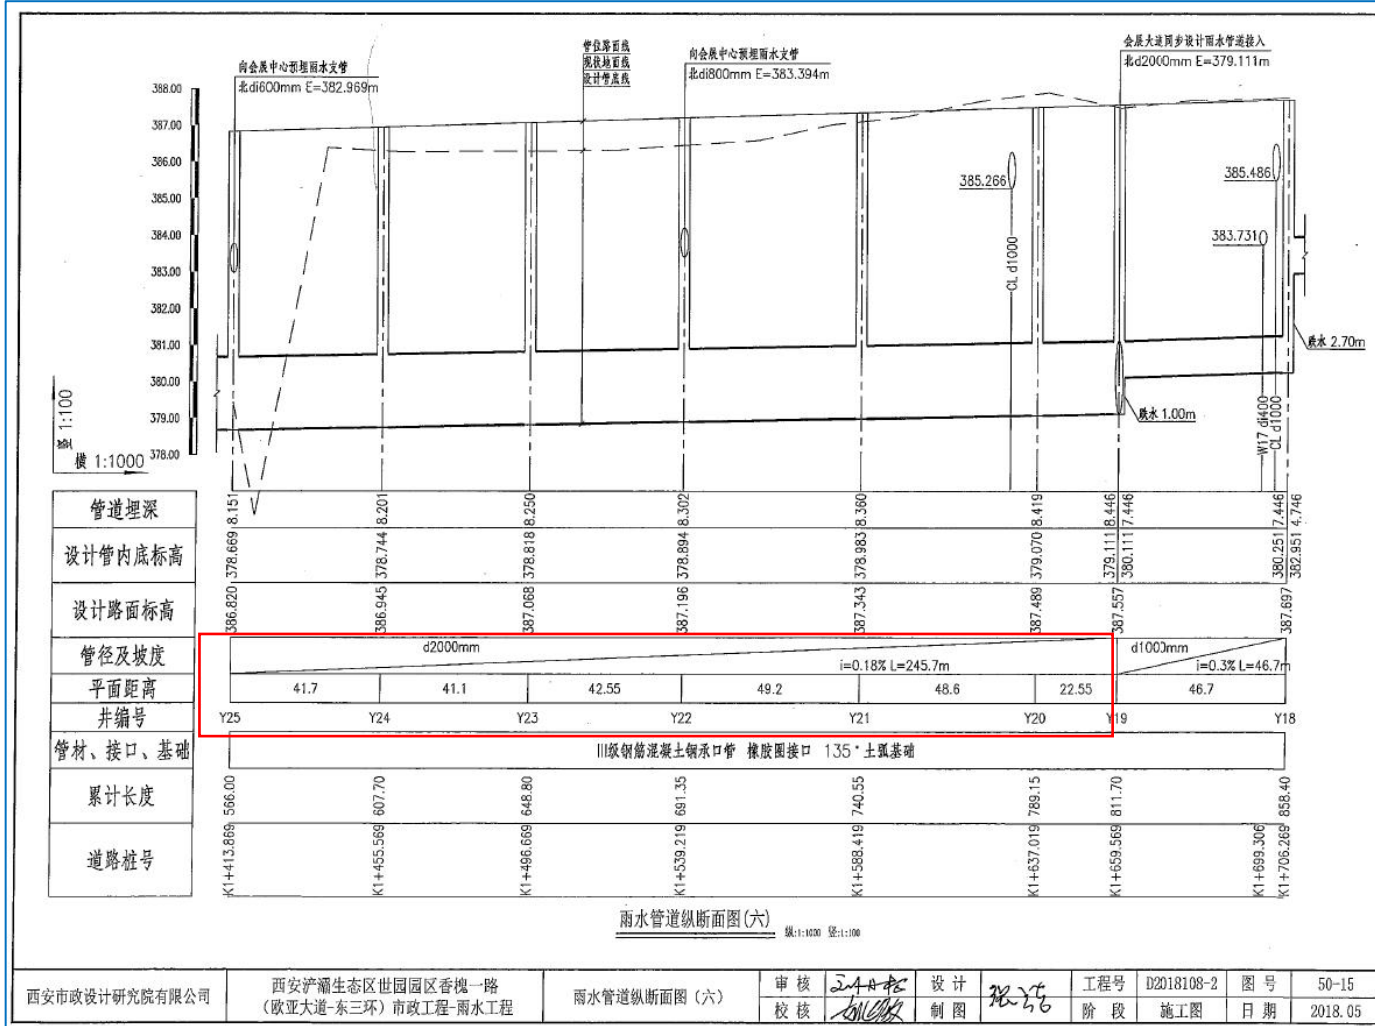 向会展中心预埋雨水支管
北di600mm E=382.969m
管位路面线
现状地面线
设计管底线
向会展中心预埋雨水支管
北di800mm E=383.394m
会展大道同步设计雨水管道接入
北d2000mm E=379.111m
388.00
387.00
386.00
385.00
384.00
383.00
382.00
381.00
380.00
379.00
378.00
竖 1:100
横 1:1000
385.266
CL d1000
385.486
383.731
W17 di400
CL d1000
跌水 2.70m
跌水 1.00m
管道埋深 8.151 8.201 8.250 8.302 8.360 8.419 8.446 7.446 7.446 4.746
设计管内底标高 378.669 378.744 378.818 378.894 378.983 379.070 379.111 380.111 380.251 382.951
设计路面标高 386.820 386.945 387.068 387.196 387.343 387.489 387.557 387.697
管径及坡度 d2000mm i=0.18% L=245.7m d1000mm i=0.3% L=46.7m
平面距离 41.7 41.1 42.55 49.2 48.6 22.55 46.7
井编号 Y25 Y24 Y23 Y22 Y21 Y20 Y19 Y18
管材、接口、基础 III级钢筋混凝土钢承口管 橡胶圈接口 135°土弧基础
累计长度 566.00 607.70 648.80 691.35 740.55 789.15 811.70 858.40
道路桩号 K1+413.869 K1+455.569 K1+496.669 K1+539.219 K1+588.419 K1+637.019 K1+659.569 K1+699.306 K1+706.269
雨水管道纵断面图(六) 纵:1:1000 竖:1:100
西安市政设计研究院有限公司
西安浐灞生态区世园园区香槐一路
(欧亚大道-东三环)市政工程-雨水工程
雨水管道纵断面图(六)
审 核 设 计 工程号 D2018108-2 图 号 50-15
校 核 制 图 阶 段 施工图 日 期 2018.05